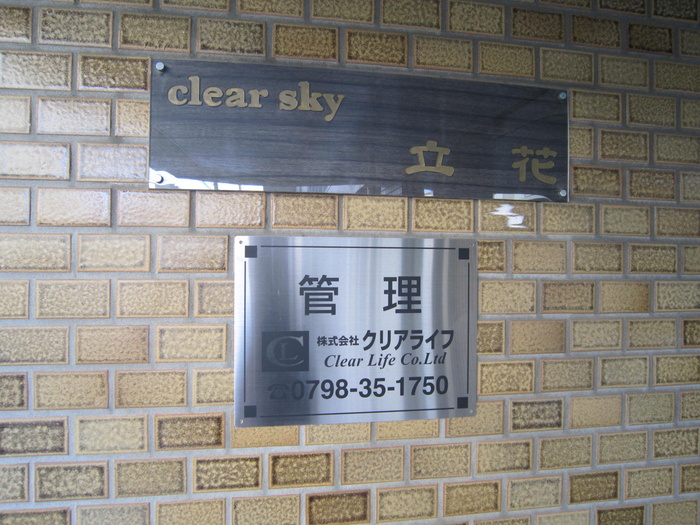 clear sky
立花
管理
CL 株式会社 クリアライフ
Clear Life Co.Ltd
☎0798-35-1750